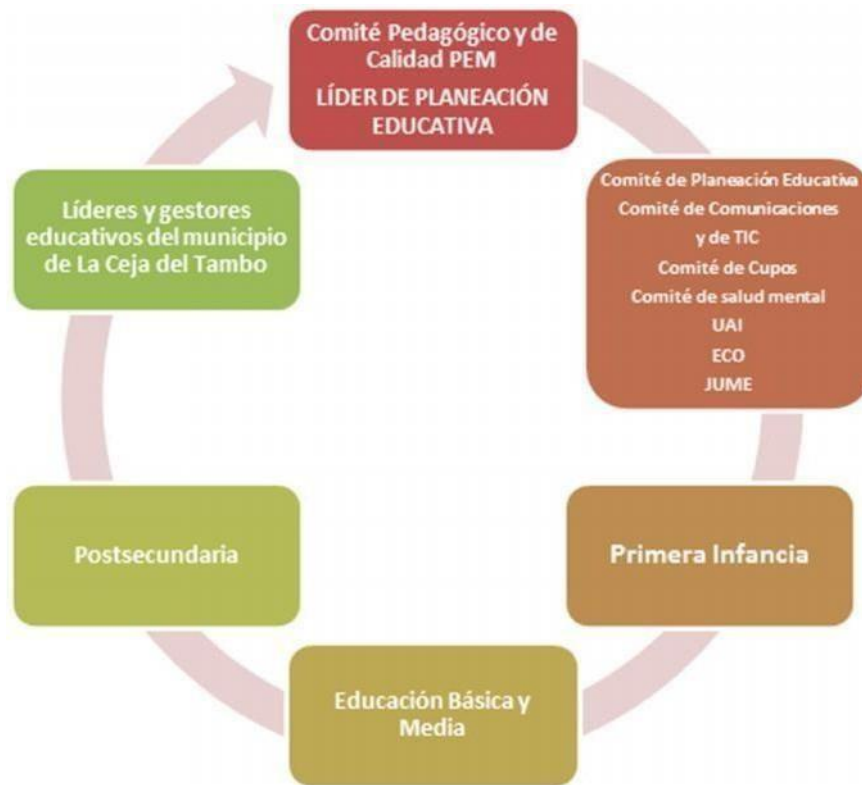 Comité Pedagógico y de
Calidad PEM
LÍDER DE PLANEACIÓN
EDUCATIVA
Comité de Planeación Educativa
Comité de Comunicaciones
y de TIC
Comité de Cupos
Comité de salud mental
UAI
ECO
JUME
Primera Infancia
Educación Básica y
Media
Postsecundaria
Líderes y gestores
educativos del municipio
de La Ceja del Tambo